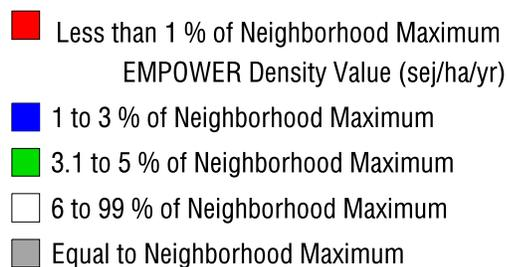 Less than 1 % of Neighborhood Maximum
EMPOWER Density Value (sej/ha/yr)
1 to 3 % of Neighborhood Maximum
3.1 to 5 % of Neighborhood Maximum
6 to 99 % of Neighborhood Maximum
Equal to Neighborhood Maximum